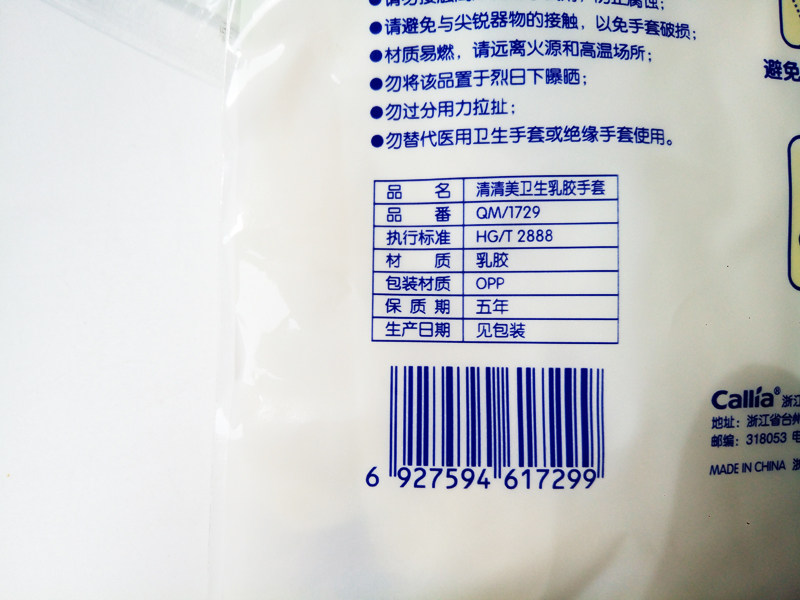 ●请避免与尖锐器物的接触，以免手套破损；
●材质易燃，请远离火源和高温场所；
●勿将该品置于烈日下曝晒；
●勿过分用力拉扯；
●勿替代医用卫生手套或绝缘手套使用。
品名 清清美卫生乳胶手套
品番 QM/1729
执行标准 HG/T 2888
材质 乳胶
包装材质 OPP
保质期 五年
生产日期 见包装
6 927594 617299
避免
Callia® 浙江
地址：浙江省台州
邮编：318053 电
MADE IN CHINA 浙